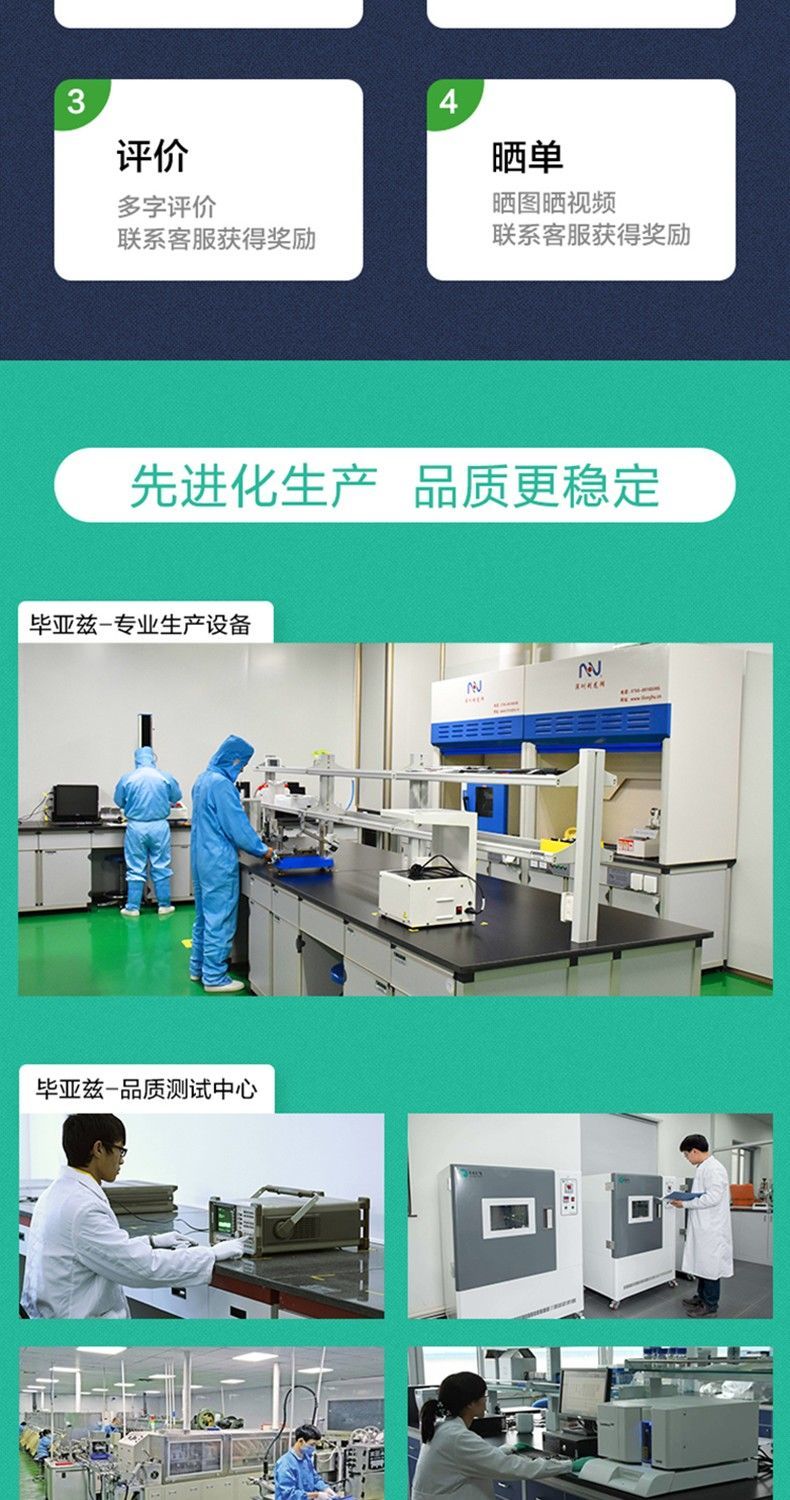 3
评价
多字评价
联系客服获得奖励
4
晒单
晒图晒视频
联系客服获得奖励
先进化生产 品质更稳定
毕亚兹-专业生产设备
毕亚兹-品质测试中心